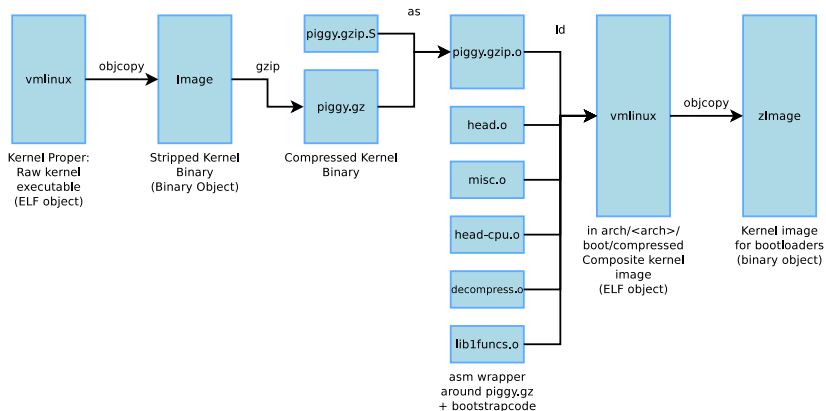 vmlinux
objcopy
Image
gzip
piggy.gzip.S
piggy.gz
as
piggy.gzip.o
head.o
misc.o
head-cpu.o
decompress.o
lib1funcs.o
ld
vmlinux
objcopy
zImage
Kernel Proper:
Raw kernel
executable
(ELF object)
Stripped Kernel
Binary
(Binary Object)
Compressed Kernel
Binary
asm wrapper
around piggy.gz
+ bootstrapcode
in arch/<arch>/
boot/compressed
Composite kernel
image
(ELF object)
Kernel image
for bootloaders
(binary object)